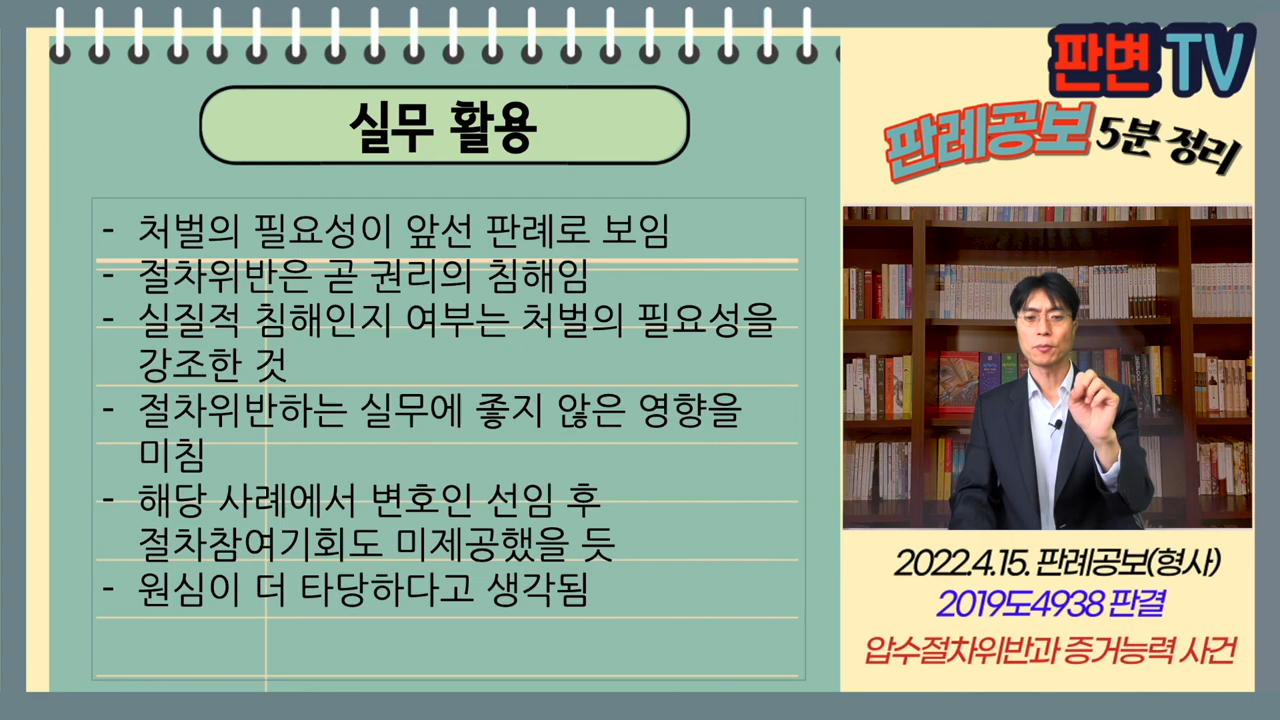 실무 활용
- 처벌의 필요성이 앞선 판례로 보임
- 절차위반은 곧 권리의 침해임
- 실질적 침해인지 여부는 처벌의 필요성을
강조한 것
- 절차위반하는 실무에 좋지 않은 영향을
미침
- 해당 사례에서 변호인 선임 후
절차참여기회도 미제공했을 듯
- 원심이 더 타당하다고 생각됨
판변 TV
판례공보 5분 정리
2022.4.15. 판례공보(형사)
2019도4938 판결
압수절차위반과 증거능력 사건